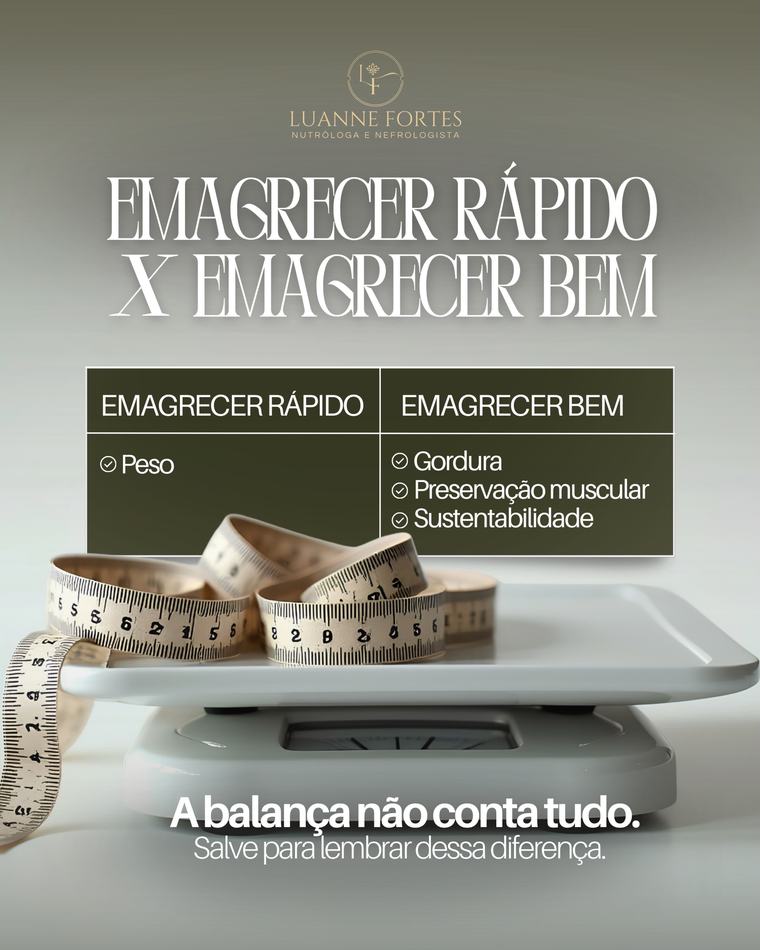 LF
LUANNE FORTES
NUTRÓLOGA E NEFROLOGISTA
EMAGRECER RÁPIDO
X EMAGRECER BEM
EMAGRECER RÁPIDO
EMAGRECER BEM
Peso
Gordura
Preservação muscular
Sustentabilidade
A balança não conta tudo.
Salve para lembrar dessa diferença.